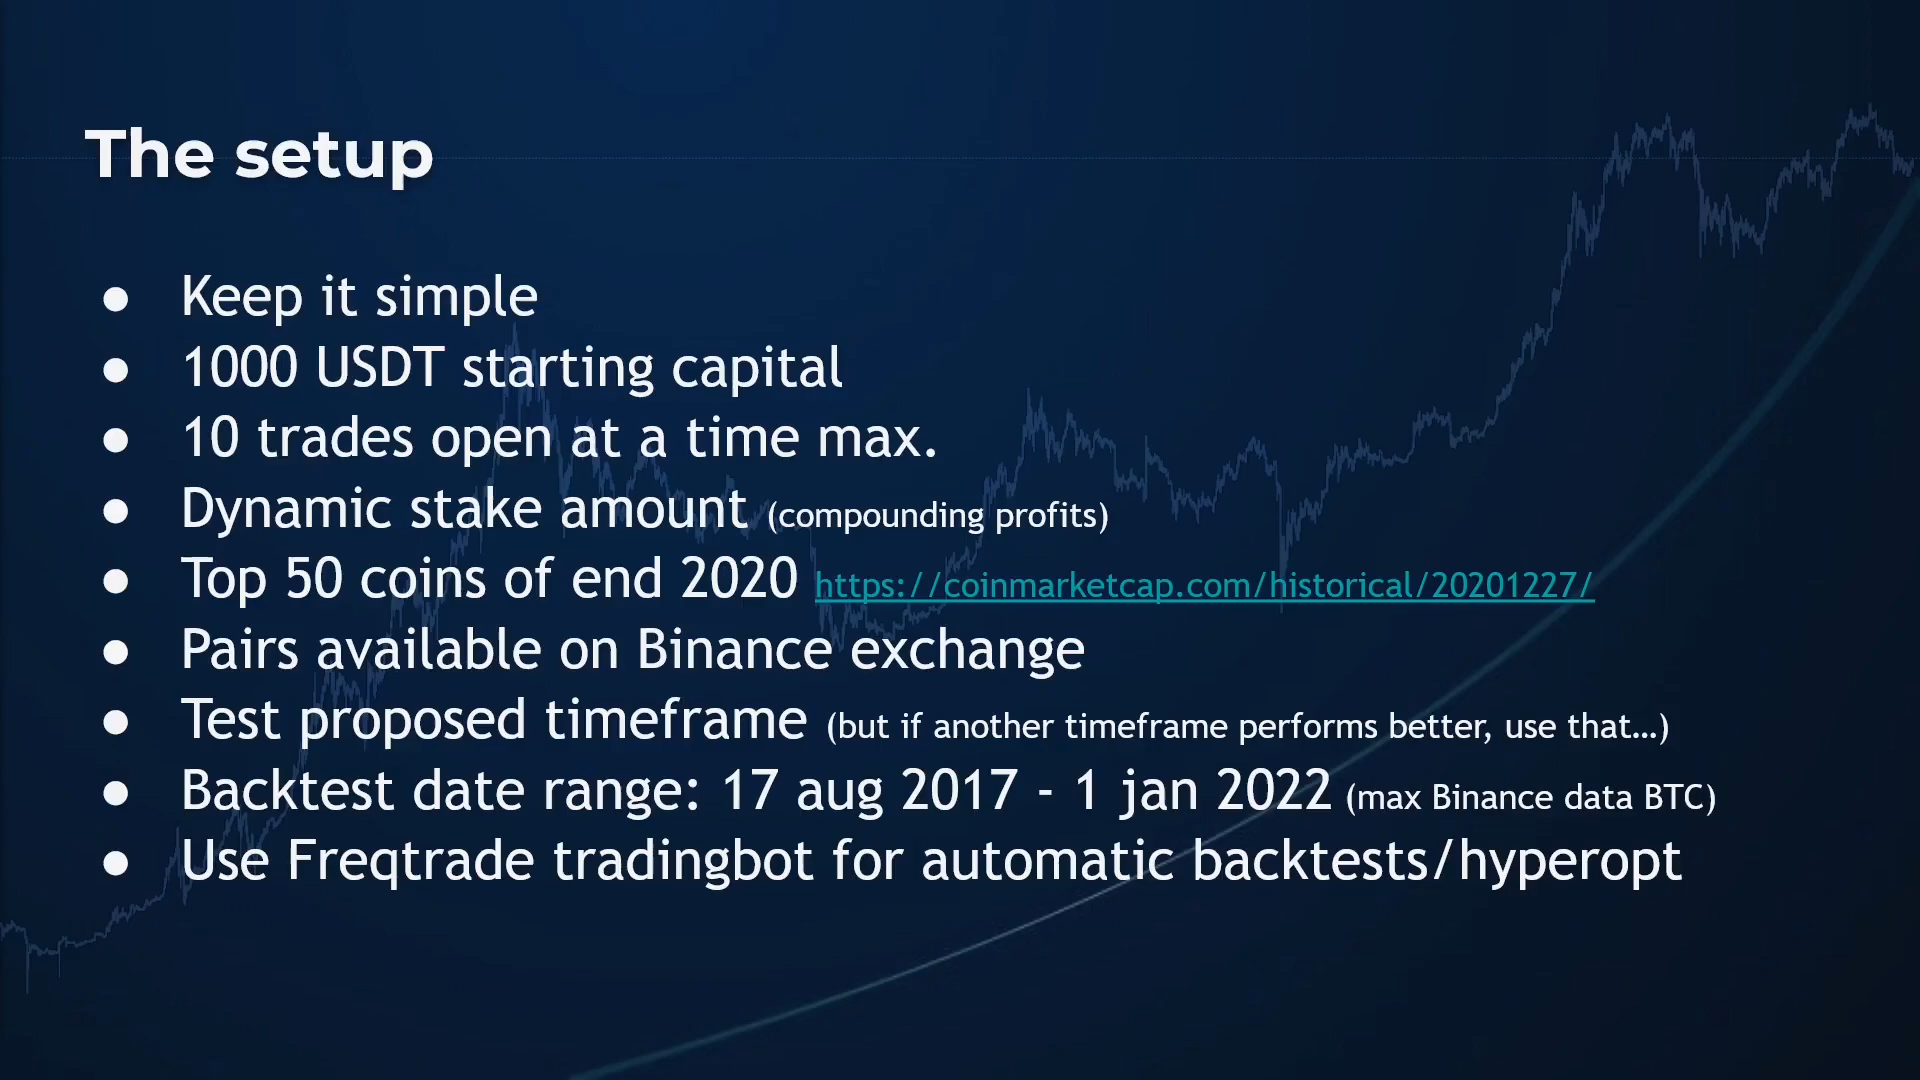 The setup
● Keep it simple
● 1000 USDT starting capital
● 10 trades open at a time max.
● Dynamic stake amount (compounding profits)
● Top 50 coins of end 2020 https://coinmarketcap.com/historical/20201227/
● Pairs available on Binance exchange
● Test proposed timeframe (but if another timeframe performs better, use that…)
● Backtest date range: 17 aug 2017 - 1 jan 2022 (max Binance data BTC)
● Use Freqtrade tradingbot for automatic backtests/hyperopt